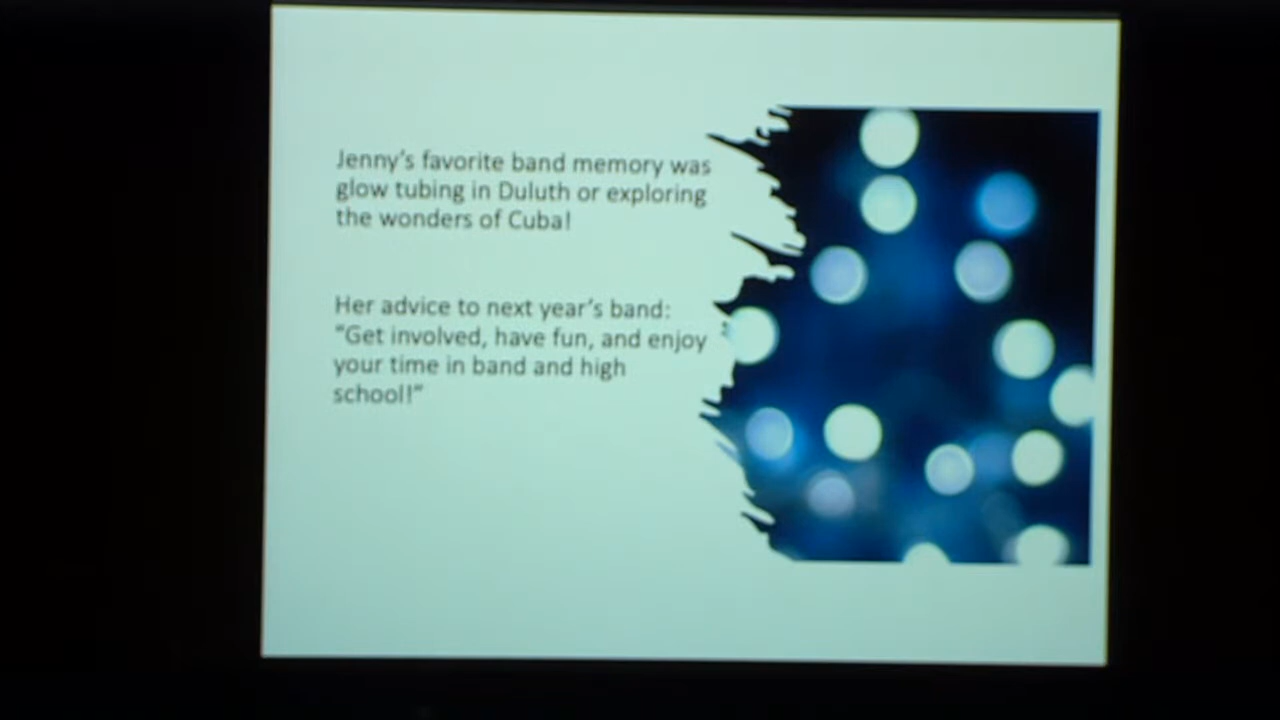 Jenny’s favorite band memory was
glow tubing in Duluth or exploring
the wonders of Cuba!
Her advice to next year’s band:
“Get involved, have fun, and enjoy
your time in band and high
school!”